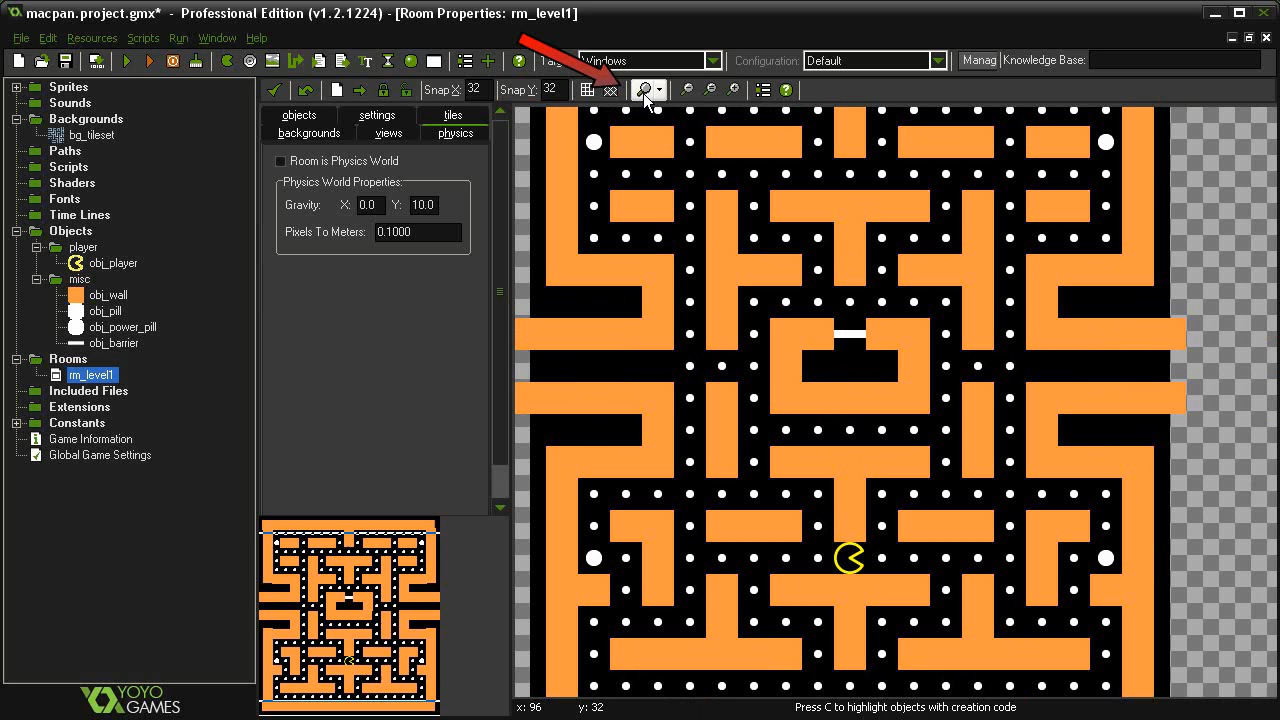 macpan.project.gmx* - Professional Edition (v1.2.1224) - [Room Properties: rm_level1]
File Edit Resources Scripts Run Window Help
Windows Configuration: Default Manag Knowledge Base:
Snap X: 32 Snap Y: 32
Sprites
Sounds
Backgrounds
bg_tileset
Paths
Scripts
Shaders
Fonts
Time Lines
Objects
player
obj_player
misc
obj_wall
obj_pill
obj_power_pill
obj_barrier
Rooms
rm_level1
Included Files
Extensions
Constants
Game Information
Global Game Settings
YOYO
GAMES
objects settings tiles
backgrounds views physics
Room is Physics World
Physics World Properties:
Gravity: X: 0.0 Y: 10.0
Pixels To Meters: 0.1000
x: 96 y: 32 Press C to highlight objects with creation code